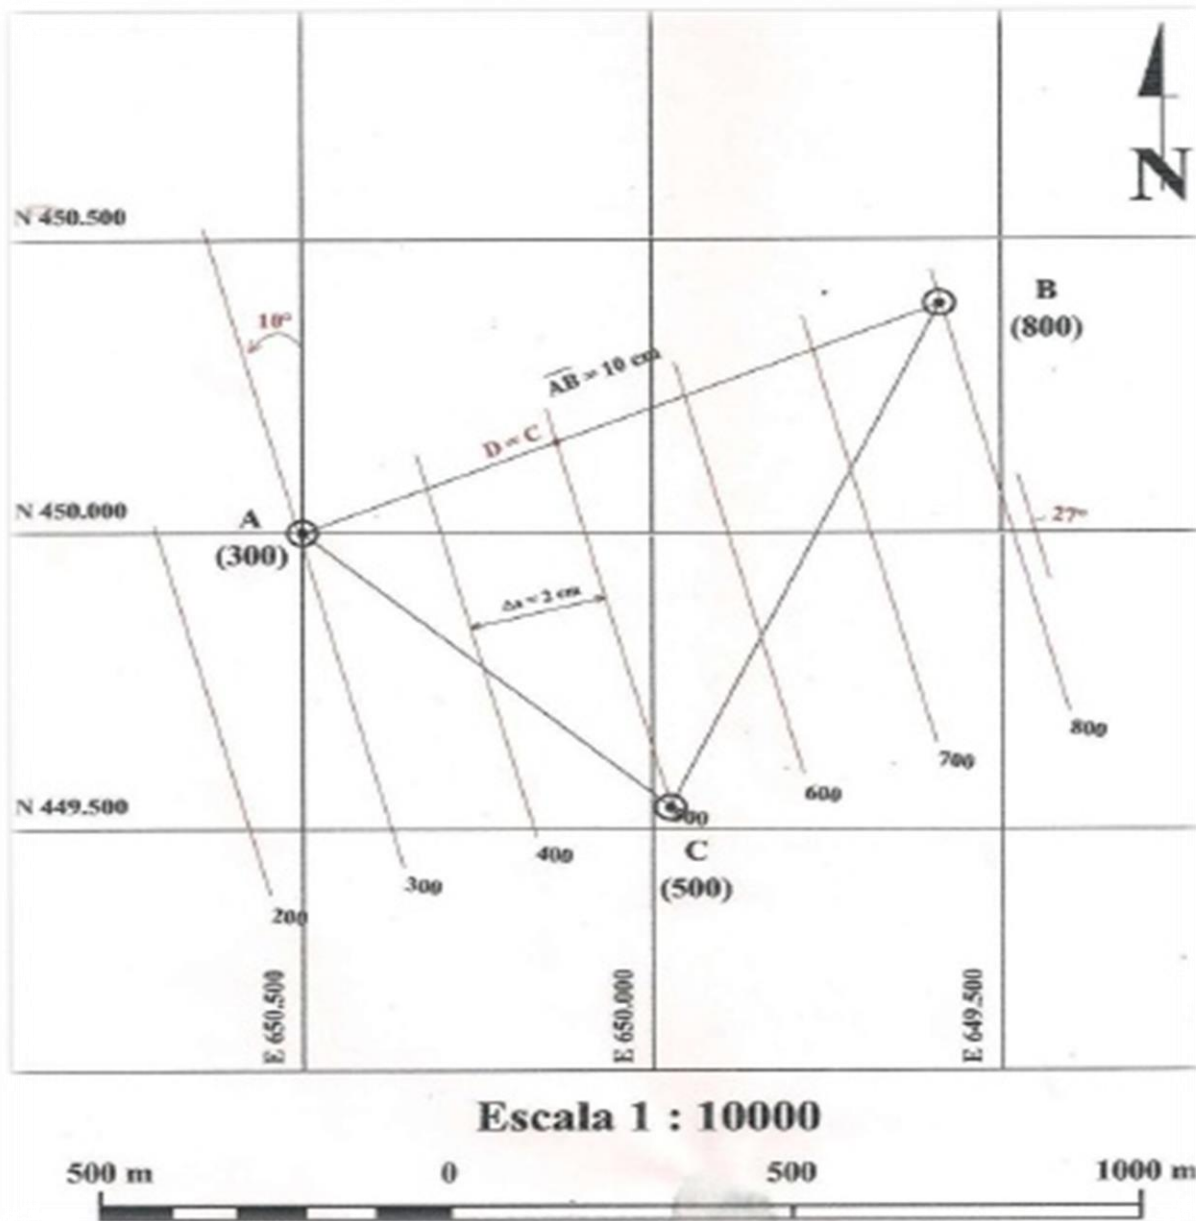 N
N 450.500
B
(800)
10°
AB = 10 cm
D = C
N 450.000
A
(300)
27°
Δs = 2 cm
800
700
600
N 449.500
C
(500)
400
300
200
E 650.500
E 650.000
E 649.500
Escala 1 : 10000
500 m 0 500 1000 m